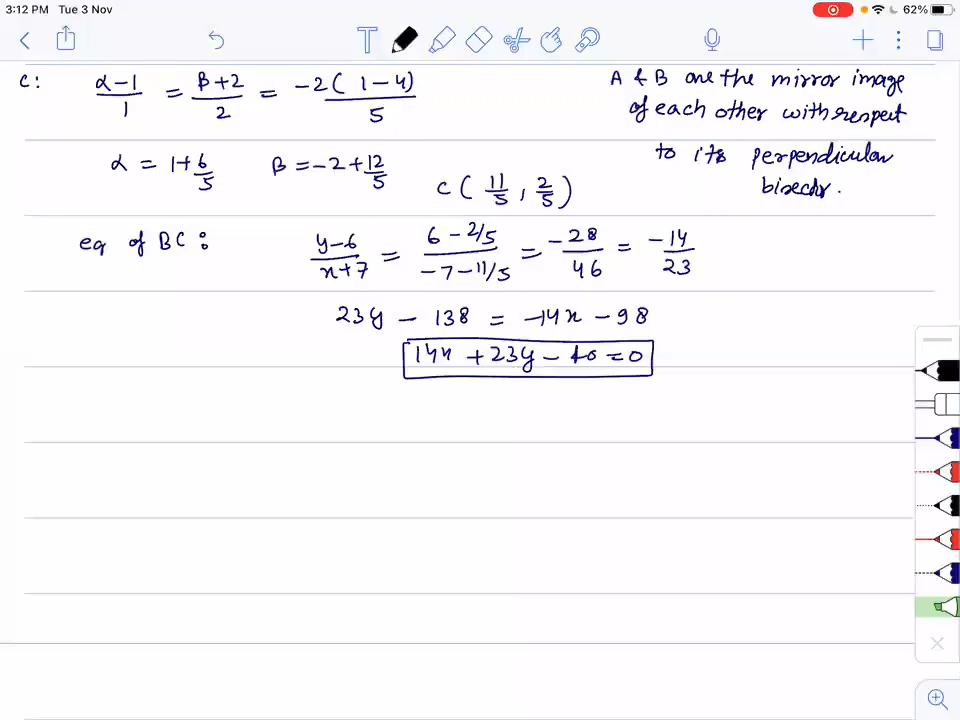 3:12 PM Tue 3 Nov
62%
T
C: (α-1)/1 = (β+2)/2 = -2(1-4)/5
A & B are the mirror image
of each other with respect
to its perpendicular
bisector.
α = 1+6/5 β = -2+12/5
C(11/5, 2/5)
eq of BC: (y-6)/(x+7) = (6-2/5)/(-7-11/5) = -28/46 = -14/23
23y - 138 = -14x - 98
14x + 23y - 40 = 0